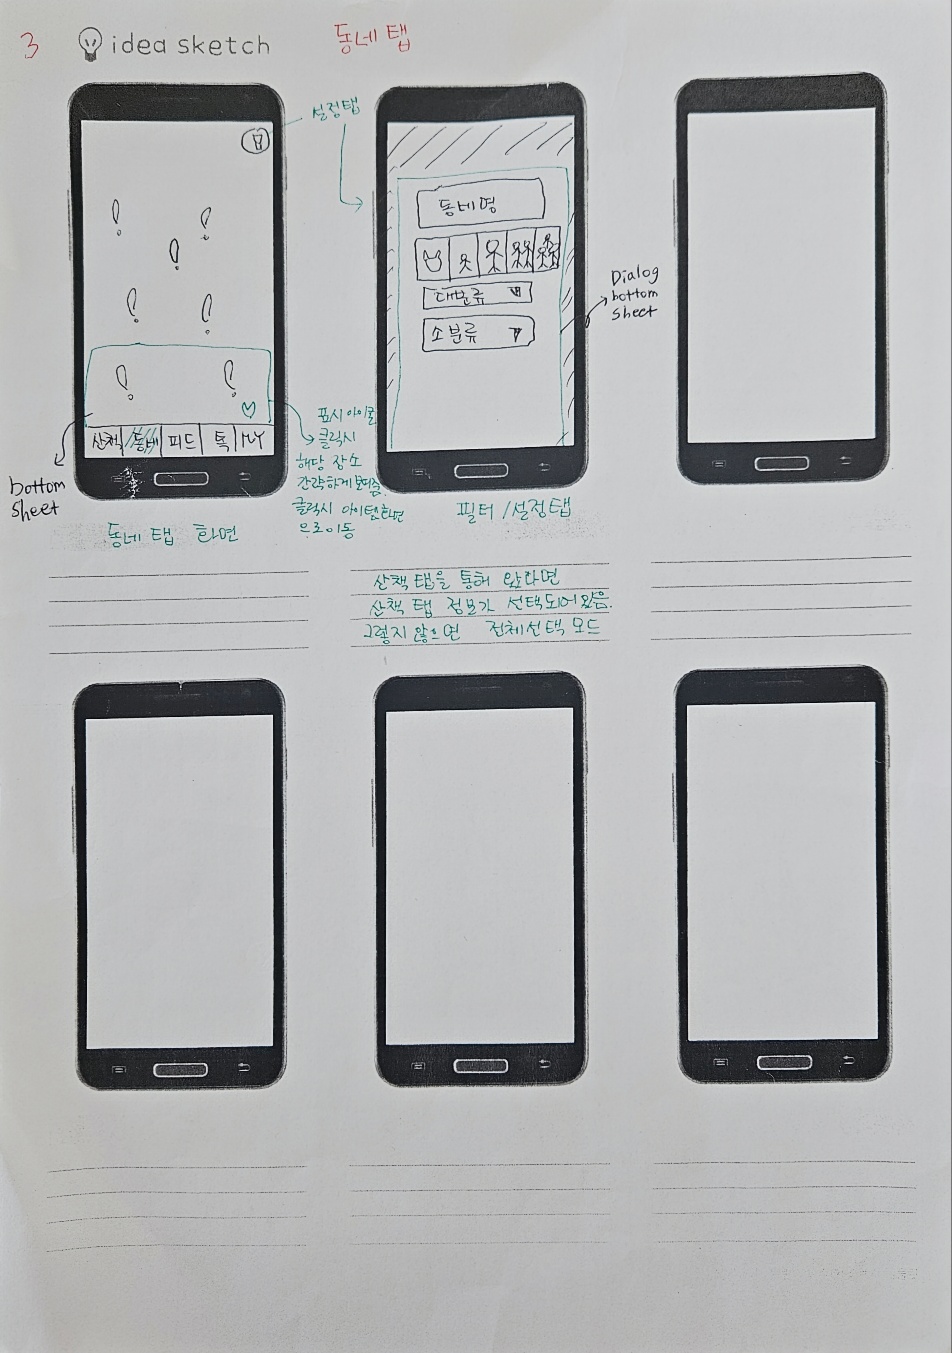 3
idea sketch
동네 탭
설정탭
산책
동네
피드
톡
MY
bottom
sheet
표시 아이콘
클릭시
해당 장소
간략하게 보여줌.
클릭시 아이템화면
으로 이동
동네 탭 화면
동네명
대분류
소분류
Dialog
bottom
sheet
필터 / 설정탭
산책 탭을 통해 왔다면
산책 탭 정보가 선택되어있음.
그렇지 않으면 전체선택 모드